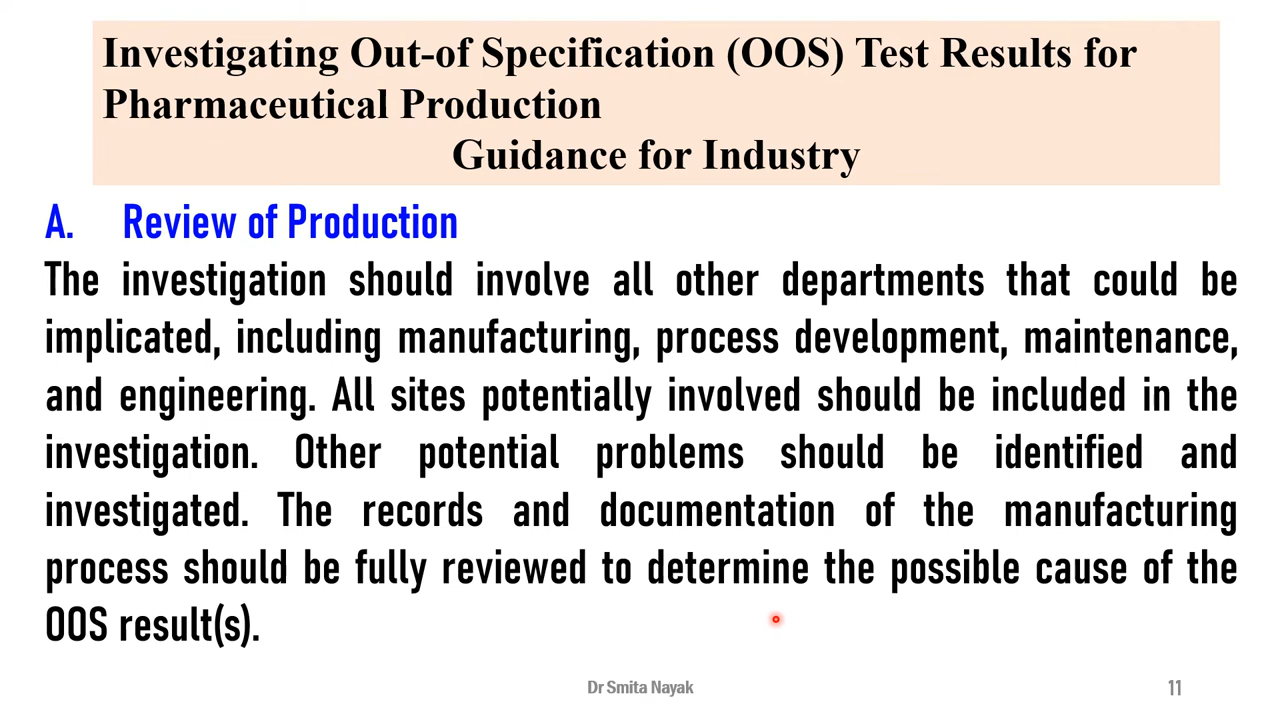 Investigating Out-of Specification (OOS) Test Results for
Pharmaceutical Production
Guidance for Industry
A. Review of Production
The investigation should involve all other departments that could be
implicated, including manufacturing, process development, maintenance,
and engineering. All sites potentially involved should be included in the
investigation. Other potential problems should be identified and
investigated. The records and documentation of the manufacturing
process should be fully reviewed to determine the possible cause of the
OOS result(s).
Dr Smita Nayak
11